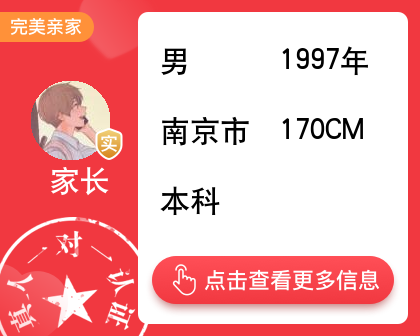 完美亲家
男 1997年
南京市 170CM
实
家长
本科
一对一认证
真人
点击查看更多信息